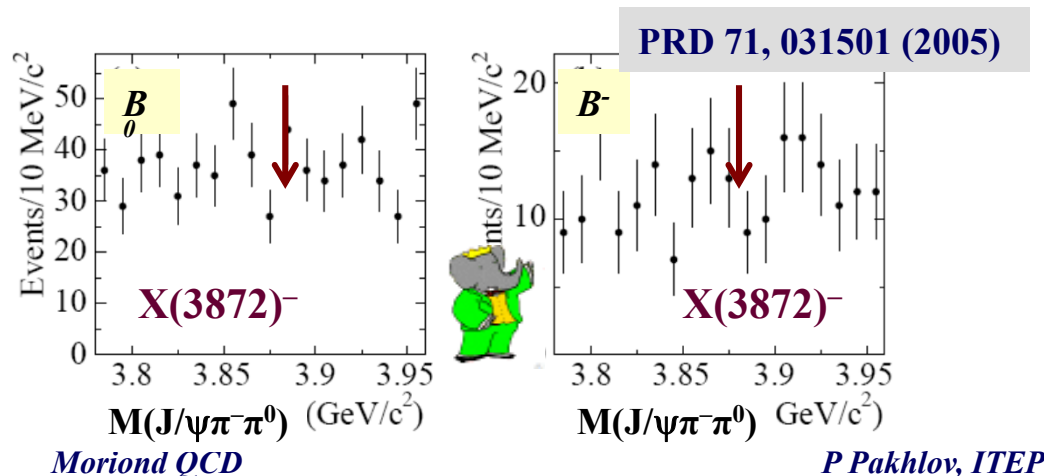 PRD 71, 031501 (2005)
Events/10 MeV/c²
50
40
30
20
10
0
B
0
X(3872)⁻
3.8
3.85
3.9
3.95
M(J/ψπ⁻π⁰)
(GeV/c²)
nts/10 MeV/c²
20
10
B⁻
X(3872)⁻
3.8
3.85
3.9
3.95
M(J/ψπ⁻π⁰)
GeV/c²)
Moriond QCD
P Pakhlov, ITEP